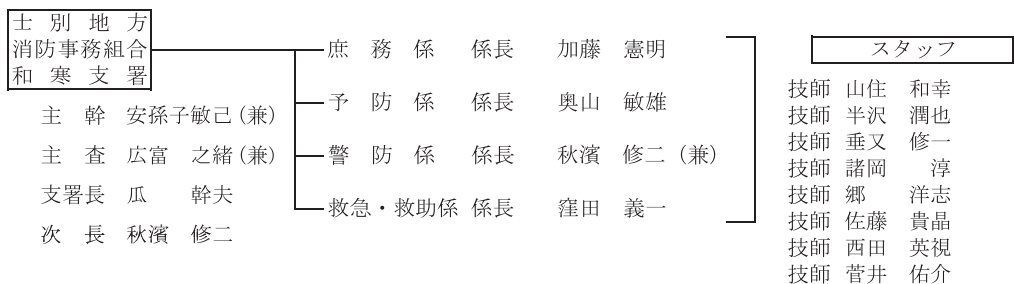 士別地方
消防事務組合
和寒支署
主幹 安孫子敏己(兼)
主査 広富 之緒(兼)
支署長 瓜 幹夫
次長 秋濱 修二
庶務係 係長 加藤 憲明
予防係 係長 奥山 敏雄
警防係 係長 秋濱 修二(兼)
救急・救助係 係長 窪田 義一
スタッフ
技師 山住 和幸
技師 半沢 潤也
技師 垂又 修一
技師 諸岡 淳
技師 郷 洋志
技師 佐藤 貴晶
技師 西田 英視
技師 菅井 佑介